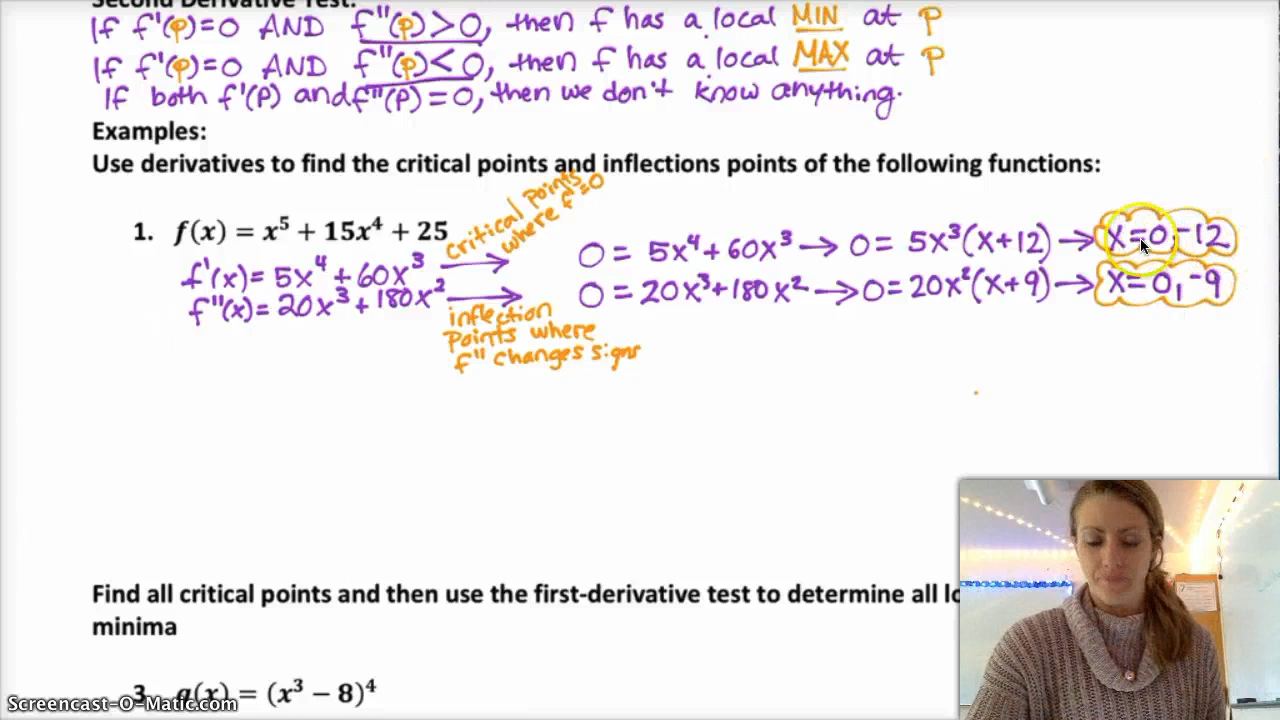 Second Derivative Test:
If f'(p)=0 AND f"(p)>0, then f has a local MIN at p
If f'(p)=0 AND f"(p)<0, then f has a local MAX at p
If both f'(P) and f"(P)=0, then we don't know anything.
Examples:
Use derivatives to find the critical points and inflections points of the following functions:
critical points
where f'=0
1. f(x) = x⁵ + 15x⁴ + 25
0 = 5x⁴ + 60x³ → 0 = 5x³(x+12) → x=0,-12
f'(x) = 5x⁴ + 60x³ →
f"(x) = 20x³ + 180x² →
0 = 20x³ + 180x² → 0 = 20x²(x+9) → x=0,-9
inflection
points where
f" changes signs
Find all critical points and then use the first-derivative test to determine all
minima
3. g(x) = (x³ − 8)⁴
Screencast-O-Matic.com